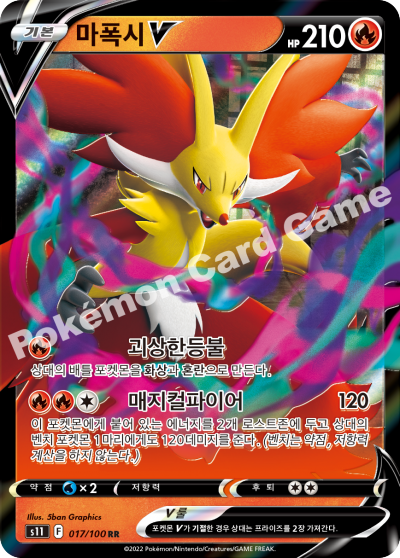 기본 마폭시 V HP 210
Pokémon Card Game
괴상한등불
상대의 배틀 포켓몬을 화상과 혼란으로 만든다.
매지컬파이어 120
이 포켓몬에게 붙어 있는 에너지를 2개 로스트존에 두고 상대의
벤치 포켓몬 1마리에게도 120데미지를 준다. (벤치는 약점, 저항력
계산을 하지 않는다.)
약점 ×2 저항력 후퇴
Illus. 5ban Graphics
V룰
s11 F 017/100 RR
포켓몬 V가 기절한 경우 상대는 프라이즈를 2장 가져간다.
©2022 Pokémon/Nintendo/Creatures/GAME FREAK.